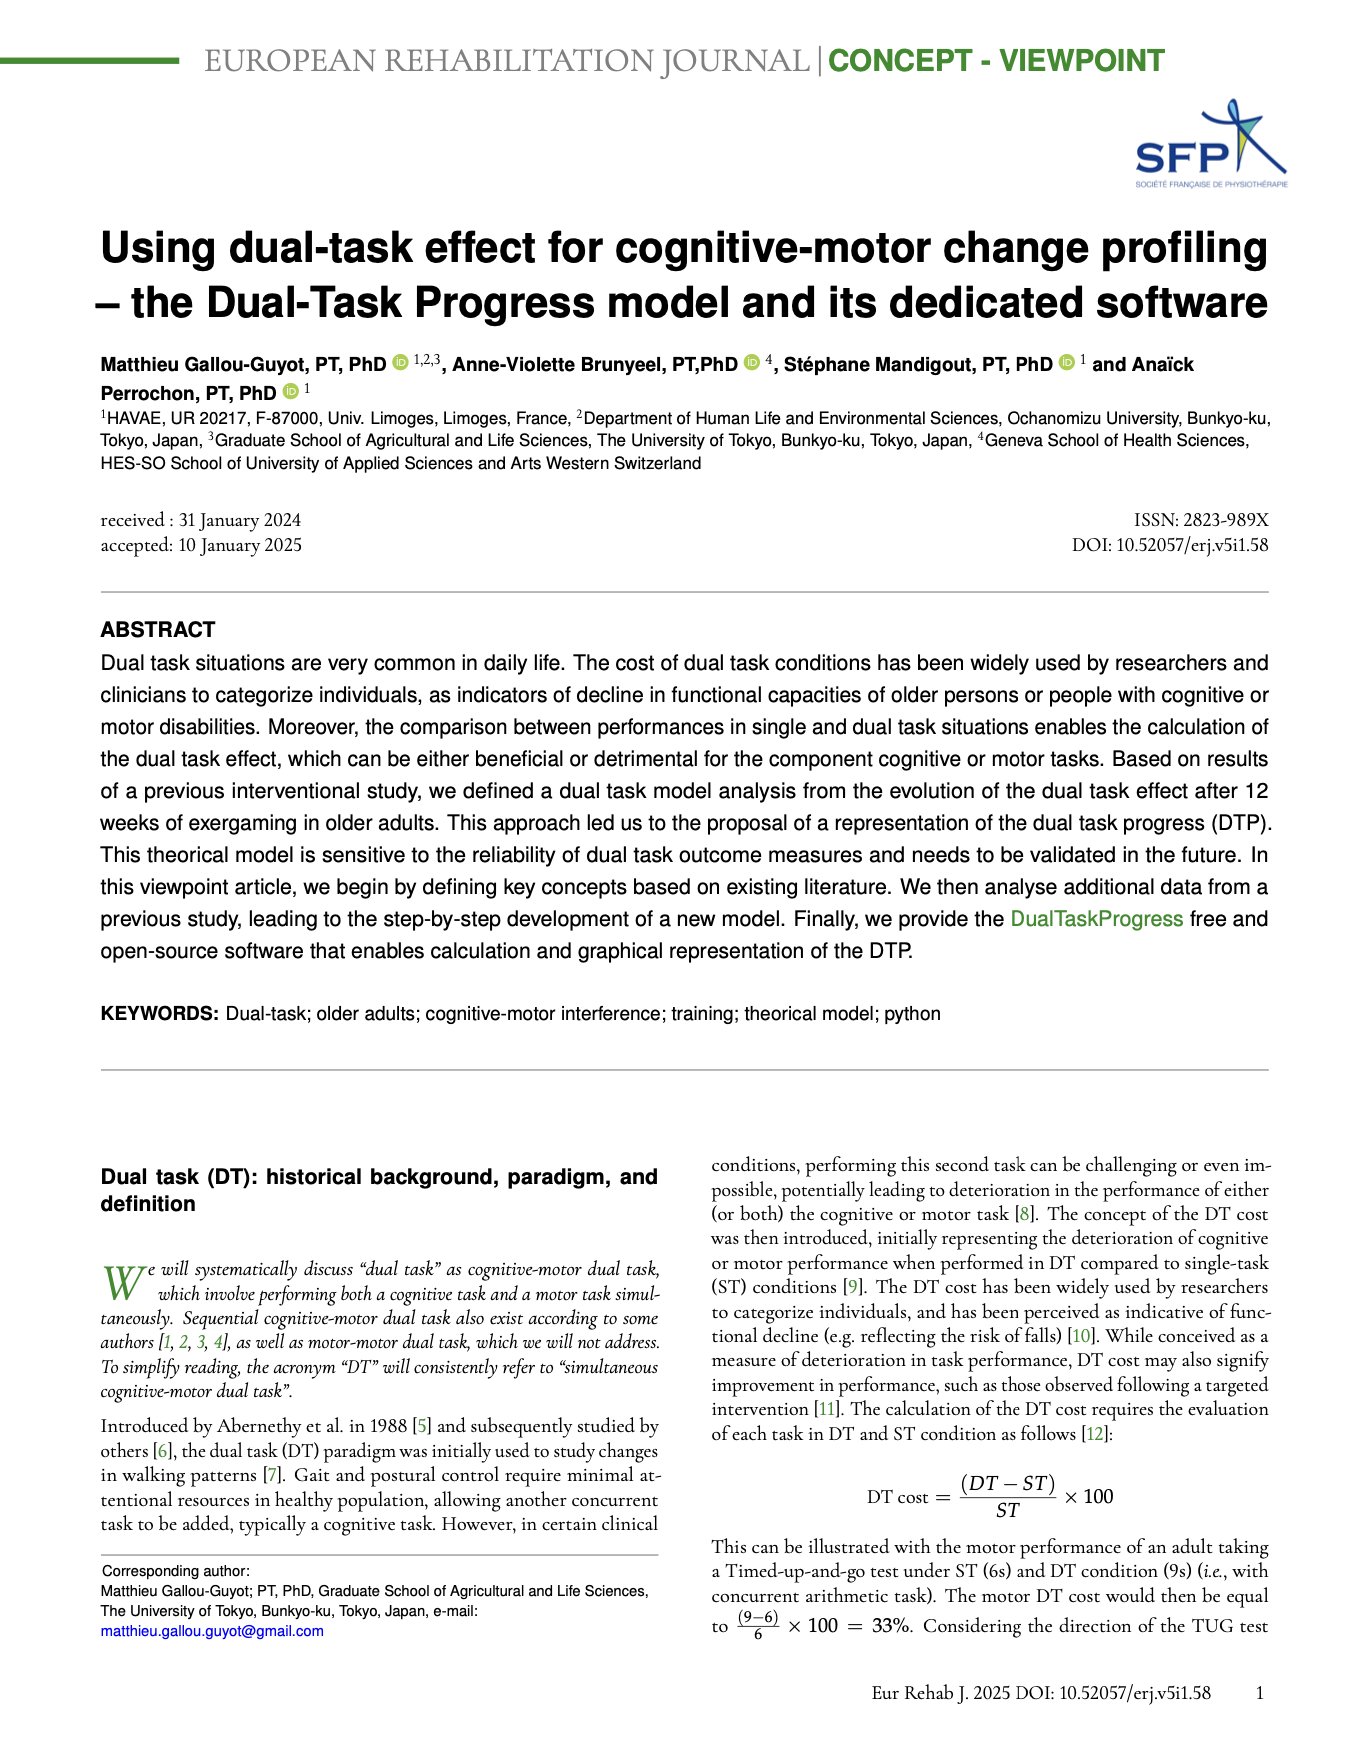 EUROPEAN REHABILITATION JOURNAL | CONCEPT - VIEWPOINT
SFP
SOCIÉTÉ FRANÇAISE DE PHYSIOTHÉRAPIE
Using dual-task effect for cognitive-motor change profiling
– the Dual-Task Progress model and its dedicated software
Matthieu Gallou-Guyot, PT, PhD iD 1,2,3, Anne-Violette Brunyeel, PT,PhD iD 4, Stéphane Mandigout, PT, PhD iD 1 and Anaïck
Perrochon, PT, PhD iD 1
1HAVAE, UR 20217, F-87000, Univ. Limoges, Limoges, France, 2Department of Human Life and Environmental Sciences, Ochanomizu University, Bunkyo-ku,
Tokyo, Japan, 3Graduate School of Agricultural and Life Sciences, The University of Tokyo, Bunkyo-ku, Tokyo, Japan, 4Geneva School of Health Sciences,
HES-SO School of University of Applied Sciences and Arts Western Switzerland
received : 31 January 2024
accepted: 10 January 2025
ISSN: 2823-989X
DOI: 10.52057/erj.v5i1.58
ABSTRACT
Dual task situations are very common in daily life. The cost of dual task conditions has been widely used by researchers and
clinicians to categorize individuals, as indicators of decline in functional capacities of older persons or people with cognitive or
motor disabilities. Moreover, the comparison between performances in single and dual task situations enables the calculation of
the dual task effect, which can be either beneficial or detrimental for the component cognitive or motor tasks. Based on results
of a previous interventional study, we defined a dual task model analysis from the evolution of the dual task effect after 12
weeks of exergaming in older adults. This approach led us to the proposal of a representation of the dual task progress (DTP).
This theorical model is sensitive to the reliability of dual task outcome measures and needs to be validated in the future. In
this viewpoint article, we begin by defining key concepts based on existing literature. We then analyse additional data from a
previous study, leading to the step-by-step development of a new model. Finally, we provide the DualTaskProgress free and
open-source software that enables calculation and graphical representation of the DTP.
KEYWORDS: Dual-task; older adults; cognitive-motor interference; training; theorical model; python
Dual task (DT): historical background, paradigm, and
definition
We will systematically discuss “dual task” as cognitive-motor dual task,
which involve performing both a cognitive task and a motor task simul-
taneously. Sequential cognitive-motor dual task also exist according to some
authors [1, 2, 3, 4], as well as motor-motor dual task, which we will not address.
To simplify reading, the acronym “DT” will consistently refer to “simultaneous
cognitive-motor dual task”.
Introduced by Abernethy et al. in 1988 [5] and subsequently studied by
others [6], the dual task (DT) paradigm was initially used to study changes
in walking patterns [7]. Gait and postural control require minimal at-
tentional resources in healthy population, allowing another concurrent
task to be added, typically a cognitive task. However, in certain clinical
Corresponding author:
Matthieu Gallou-Guyot; PT, PhD, Graduate School of Agricultural and Life Sciences,
The University of Tokyo, Bunkyo-ku, Tokyo, Japan, e-mail:
matthieu.gallou.guyot@gmail.com
conditions, performing this second task can be challenging or even im-
possible, potentially leading to deterioration in the performance of either
(or both) the cognitive or motor task [8]. The concept of the DT cost
was then introduced, initially representing the deterioration of cognitive
or motor performance when performed in DT compared to single-task
(ST) conditions [9]. The DT cost has been widely used by researchers
to categorize individuals, and has been perceived as indicative of func-
tional decline (e.g. reflecting the risk of falls) [10]. While conceived as a
measure of deterioration in task performance, DT cost may also signify
improvement in performance, such as those observed following a targeted
intervention [11]. The calculation of the DT cost requires the evaluation
of each task in DT and ST condition as follows [12]:
DT cost = (DT − ST) / ST × 100
This can be illustrated with the motor performance of an adult taking
a Timed-up-and-go test under ST (6s) and DT condition (9s) (i.e., with
concurrent arithmetic task). The motor DT cost would then be equal
to (9−6) / 6 × 100 = 33%. Considering the direction of the TUG test
Eur Rehab J. 2025 DOI: 10.52057/erj.v5i1.58 1